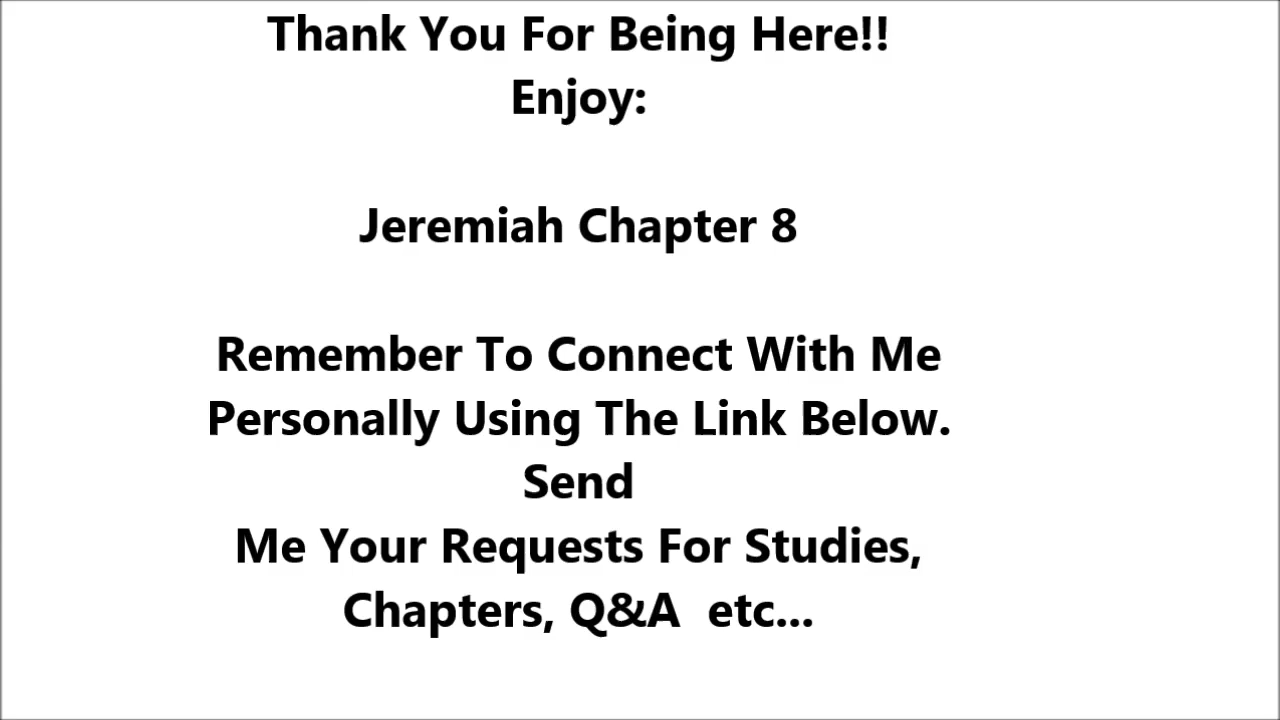 Thank You For Being Here!!
Enjoy:
Jeremiah Chapter 8
Remember To Connect With Me
Personally Using The Link Below.
Send
Me Your Requests For Studies,
Chapters, Q&A  etc...